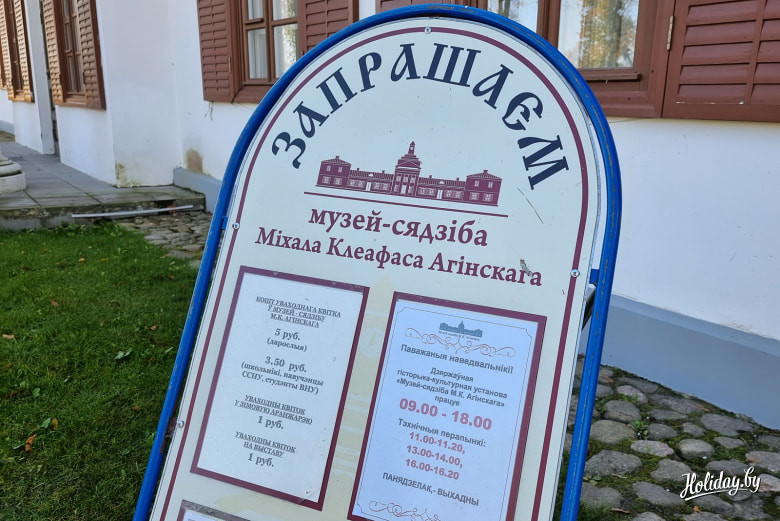 ЗАПРАШАЕМ
музей-сядзіба
Міхала Клеафаса Агінскага
КОШТ УВАХОДНАГА КВІТКА
Ў МУЗЕЙ - СЯДЗІБУ
М.К. АГІНСКАГА
5 руб.
(дарослыя)
3.50 руб.
(школьнікі, навучэнцы
ССНУ, студэнты ВНУ)
УВАХОДНЫ КВІТОК
У ЗІМОВУЮ АРАНЖАРЭЮ
1 руб.
УВАХОДНЫ КВІТОК
НА ВЫСТАВУ
1 руб.
Паважаныя наведвальнікі!
Дзяржаўная
гісторыка-культурная установа
«Музей-сядзіба М.К. Агінскага»
працуе
09.00 - 18.00
Тэхнічныя перапынкі:
11.00-11.20,
13.00-14.00,
16.00-16.20
ПАНЯДЗЕЛАК,- ВЫХАДНЫ
Holiday.by